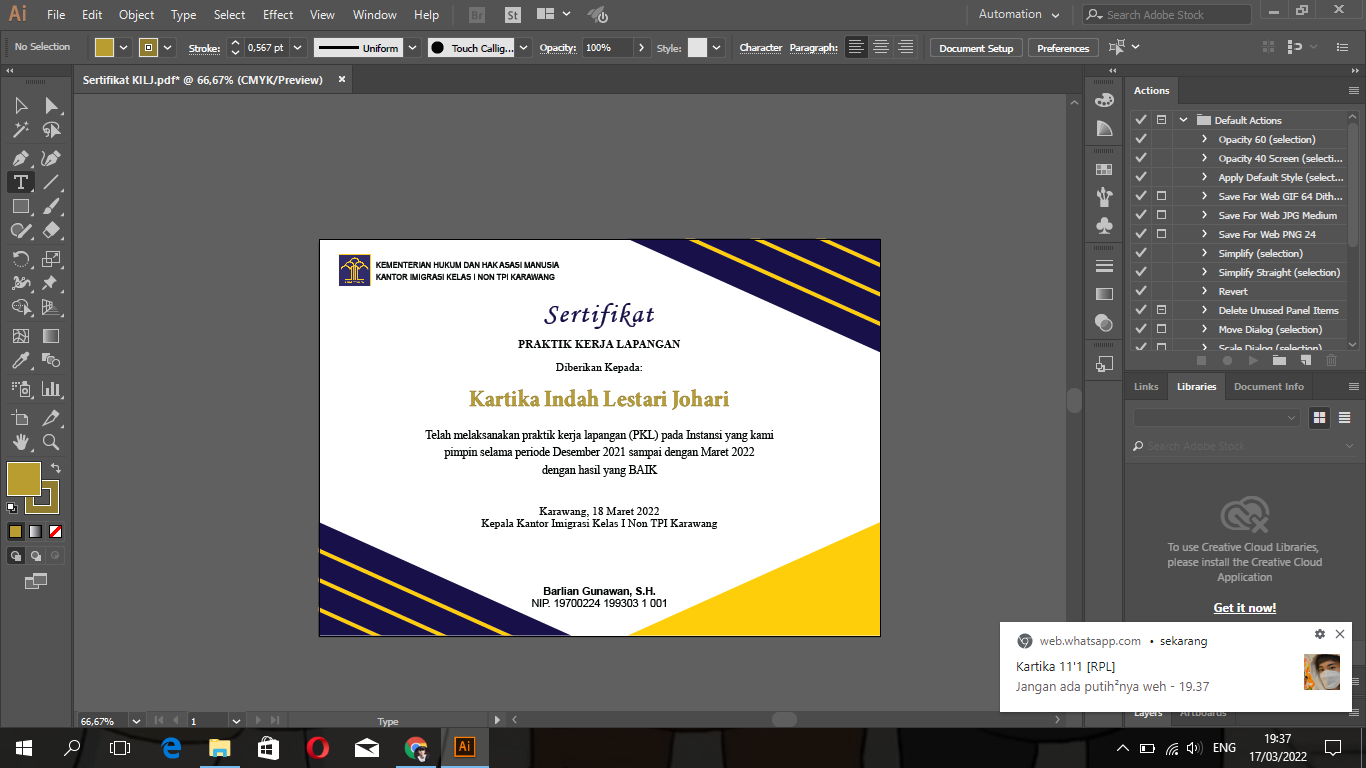 Ai File Edit Object Type Select Effect View Window Help Br St Automation Search Adobe Stock
No Selection Stroke: 0,567 pt Uniform Touch Callig... Opacity: 100% Style: Character Paragraph: Document Setup Preferences
Sertifikat KILJ.pdf* @ 66,67% (CMYK/Preview)
KEMENTERIAN HUKUM DAN HAK ASASI MANUSIA
KANTOR IMIGRASI KELAS I NON TPI KARAWANG
Sertifikat
PRAKTIK KERJA LAPANGAN
Diberikan Kepada:
Kartika Indah Lestari Johari
Telah melaksanakan praktik kerja lapangan (PKL) pada Instansi yang kami
pimpin selama periode Desember 2021 sampai dengan Maret 2022
dengan hasil yang BAIK
Karawang, 18 Maret 2022
Kepala Kantor Imigrasi Kelas I Non TPI Karawang
Barlian Gunawan, S.H.
NIP. 19700224 199303 1 001
Actions
Default Actions
Opacity 60 (selection)
Opacity 40 Screen (selecti...
Apply Default Style (select...
Save For Web GIF 64 Dith...
Save For Web JPG Medium
Save For Web PNG 24
Simplify (selection)
Simplify Straight (selection)
Revert
Delete Unused Panel Items
Move Dialog (selection)
Scale Dialog (selection)
Links Libraries Document Info
Search Adobe Stock
To use Creative Cloud Libraries,
please install the Creative Cloud
Application
Get it now!
web.whatsapp.com • sekarang
Kartika 11'1 [RPL]
Jangan ada putih²nya weh - 19.37
Layers Artboards
66,67% 1 Type
Ai ENG 19:37
17/03/2022